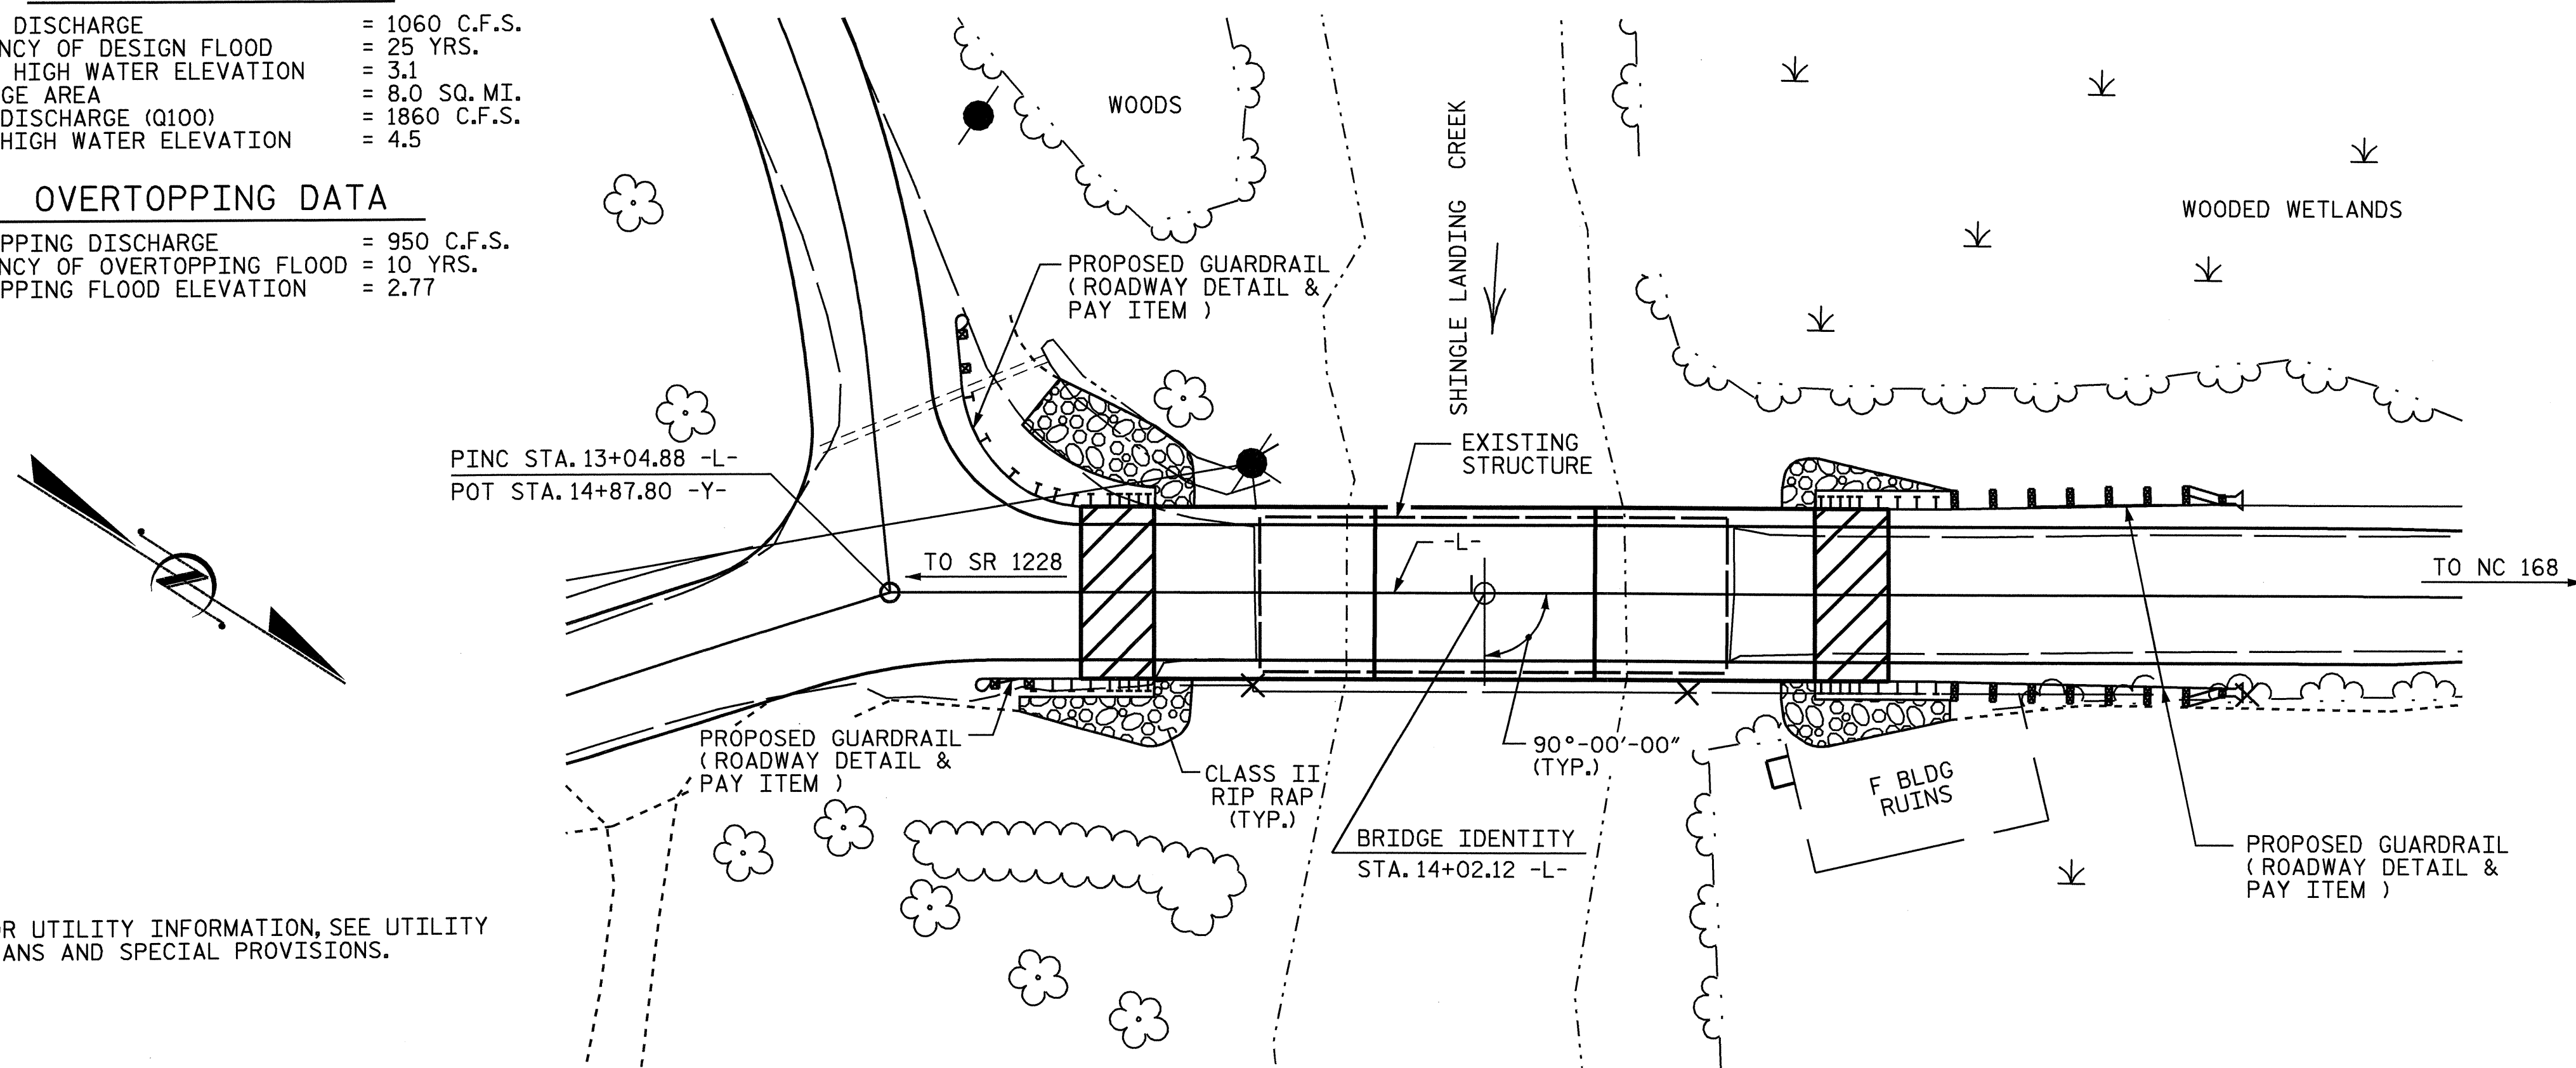 DISCHARGE = 1060 C.F.S.
NCY OF DESIGN FLOOD = 25 YRS.
HIGH WATER ELEVATION = 3.1
GE AREA = 8.0 SQ. MI.
DISCHARGE (Q100) = 1860 C.F.S.
HIGH WATER ELEVATION = 4.5
OVERTOPPING DATA
PPING DISCHARGE = 950 C.F.S.
NCY OF OVERTOPPING FLOOD = 10 YRS.
PPING FLOOD ELEVATION = 2.77
WOODS
SHINGLE LANDING CREEK
WOODED WETLANDS
PROPOSED GUARDRAIL
(ROADWAY DETAIL &
PAY ITEM )
EXISTING
STRUCTURE
PINC STA. 13+04.88 -L-
POT STA. 14+87.80 -Y-
TO SR 1228
-L-
TO NC 168
N
PROPOSED GUARDRAIL
(ROADWAY DETAIL &
PAY ITEM )
CLASS II
RIP RAP
(TYP.)
90°-00'-00"
(TYP.)
BRIDGE IDENTITY
STA. 14+02.12 -L-
F BLDG
RUINS
PROPOSED GUARDRAIL
(ROADWAY DETAIL &
PAY ITEM )
R UTILITY INFORMATION, SEE UTILITY
ANS AND SPECIAL PROVISIONS.